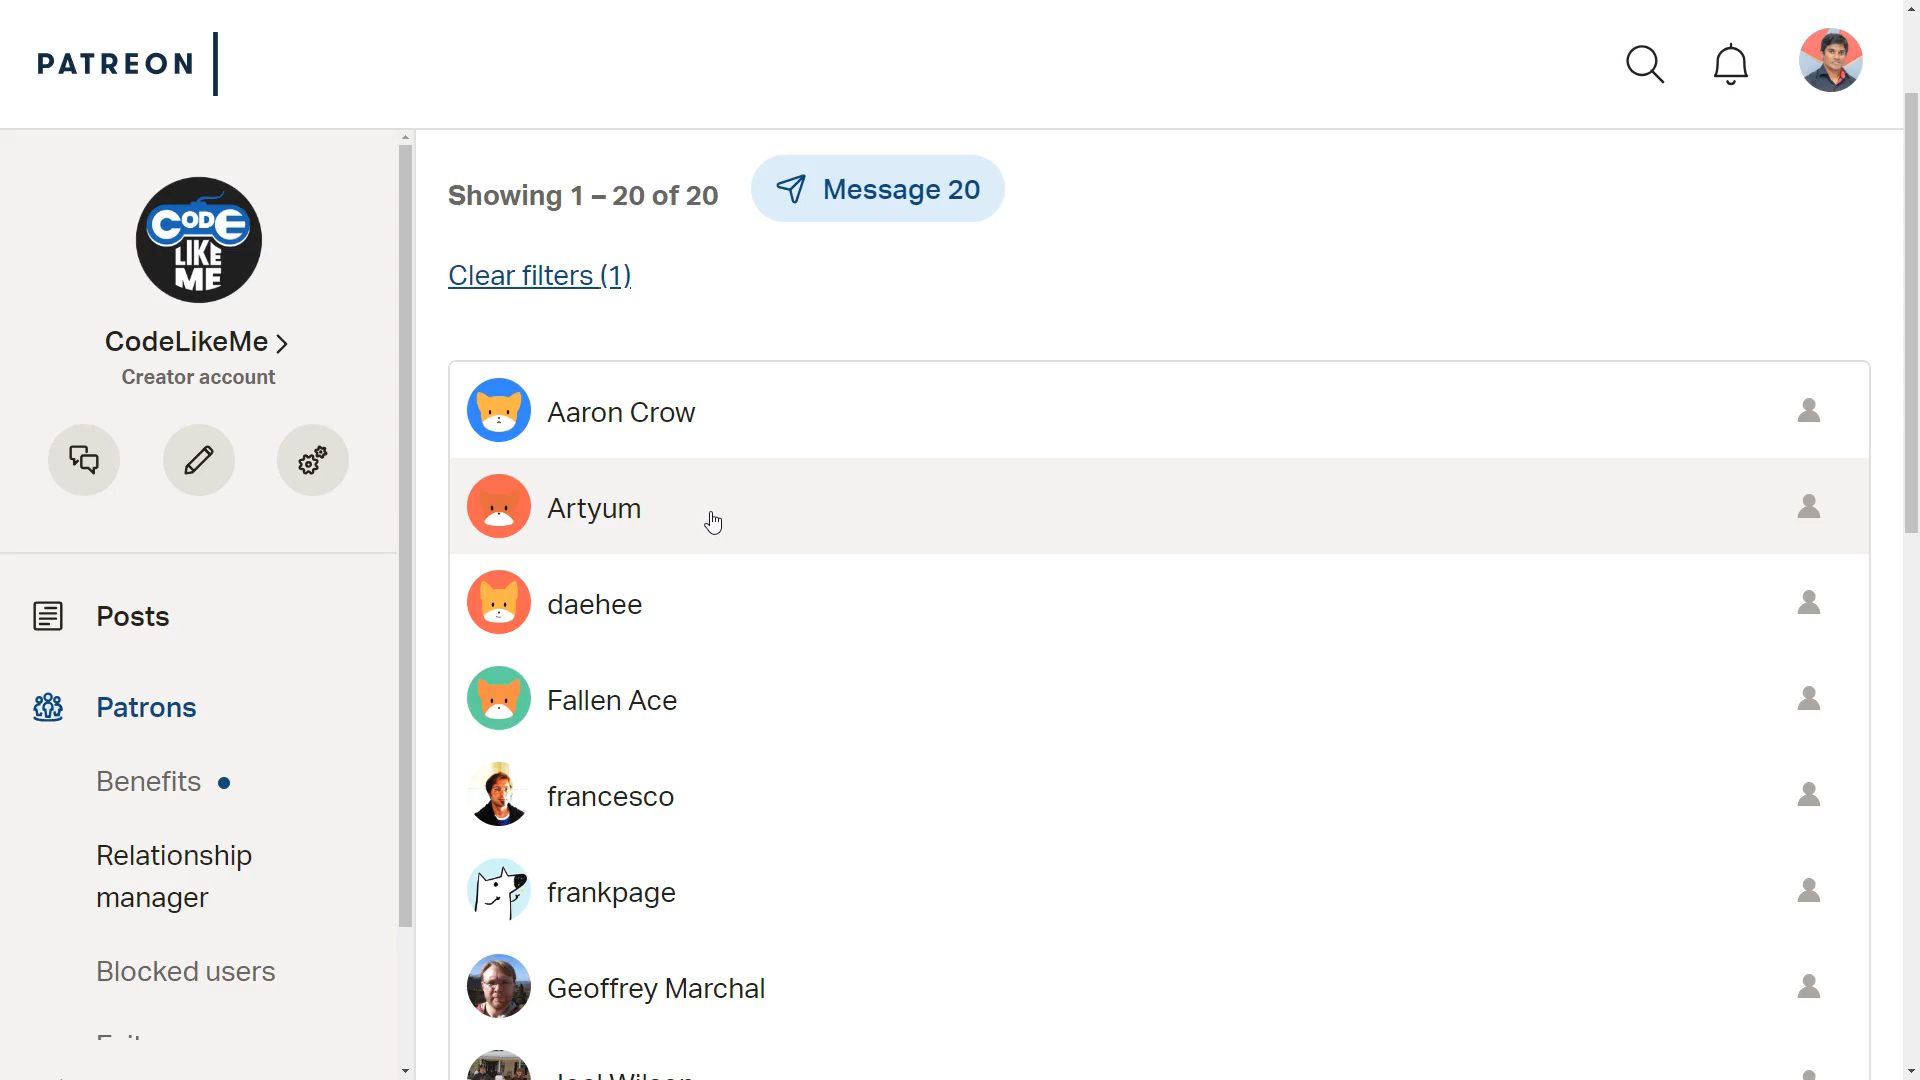 PATREON
CODE
LIKE
ME
CodeLikeMe
Creator account
Posts
Patrons
Benefits
Relationship
manager
Blocked users
Showing 1 – 20 of 20
Message 20
Clear filters (1)
Aaron Crow
Artyum
daehee
Fallen Ace
francesco
frankpage
Geoffrey Marchal